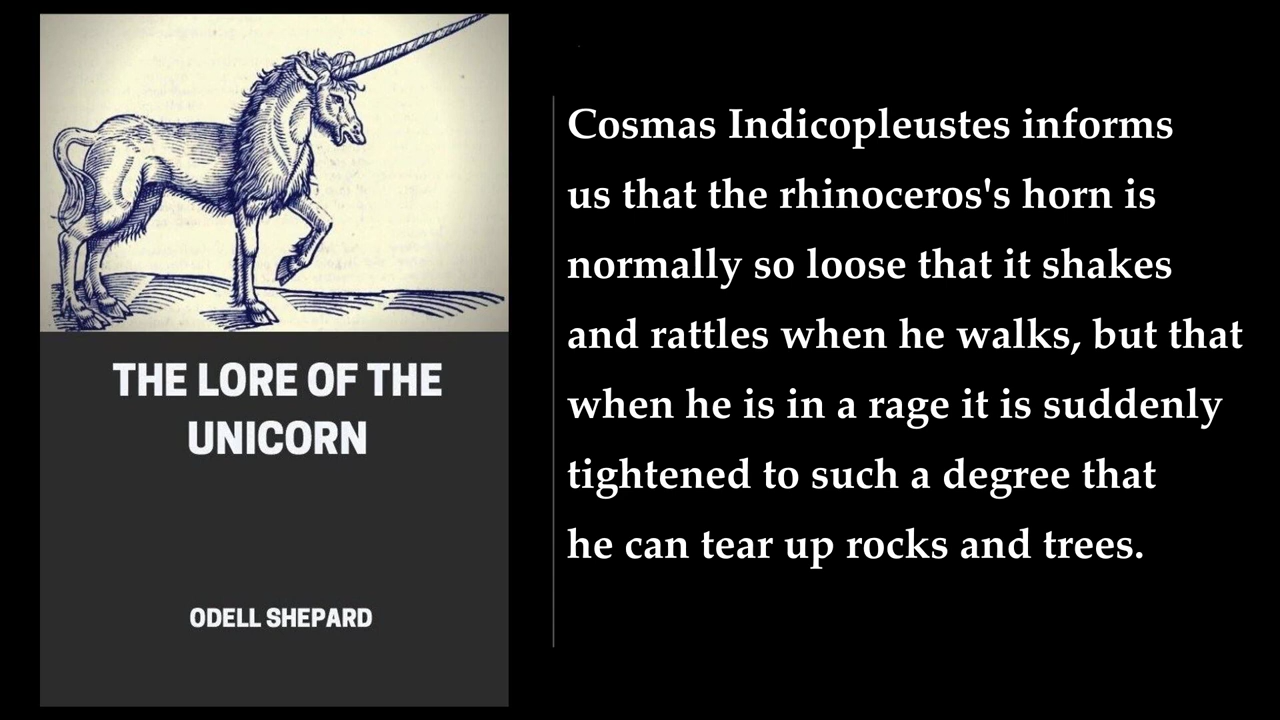 THE LORE OF THE
UNICORN
ODELL SHEPARD
Cosmas Indicopleustes informs
us that the rhinoceros's horn is
normally so loose that it shakes
and rattles when he walks, but that
when he is in a rage it is suddenly
tightened to such a degree that
he can tear up rocks and trees.